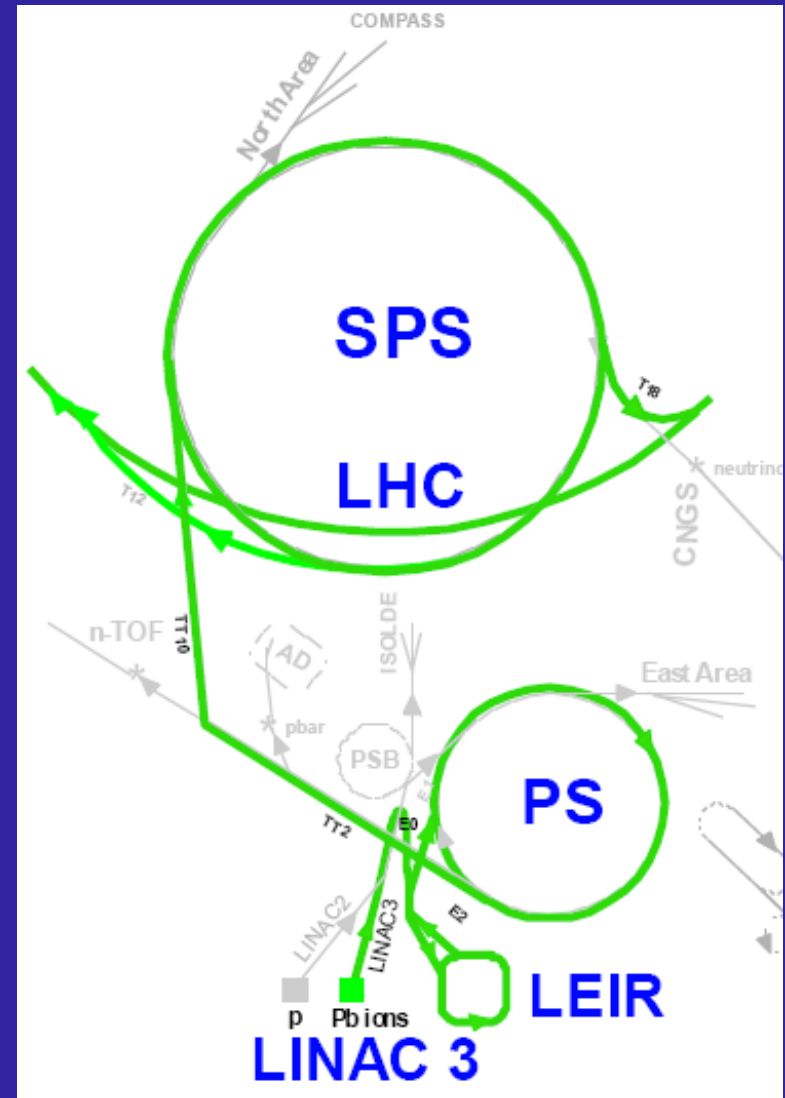 COMPASS
North Area
SPS
T18
LHC
neutrino
T12
CNGS
ISOLDE
n-TOF
TT10
AD
East Area
pbar
PSB
PS
E0
TT2
E2
LINAC2
LINAC3
LEIR
p
Pb ions
LINAC 3